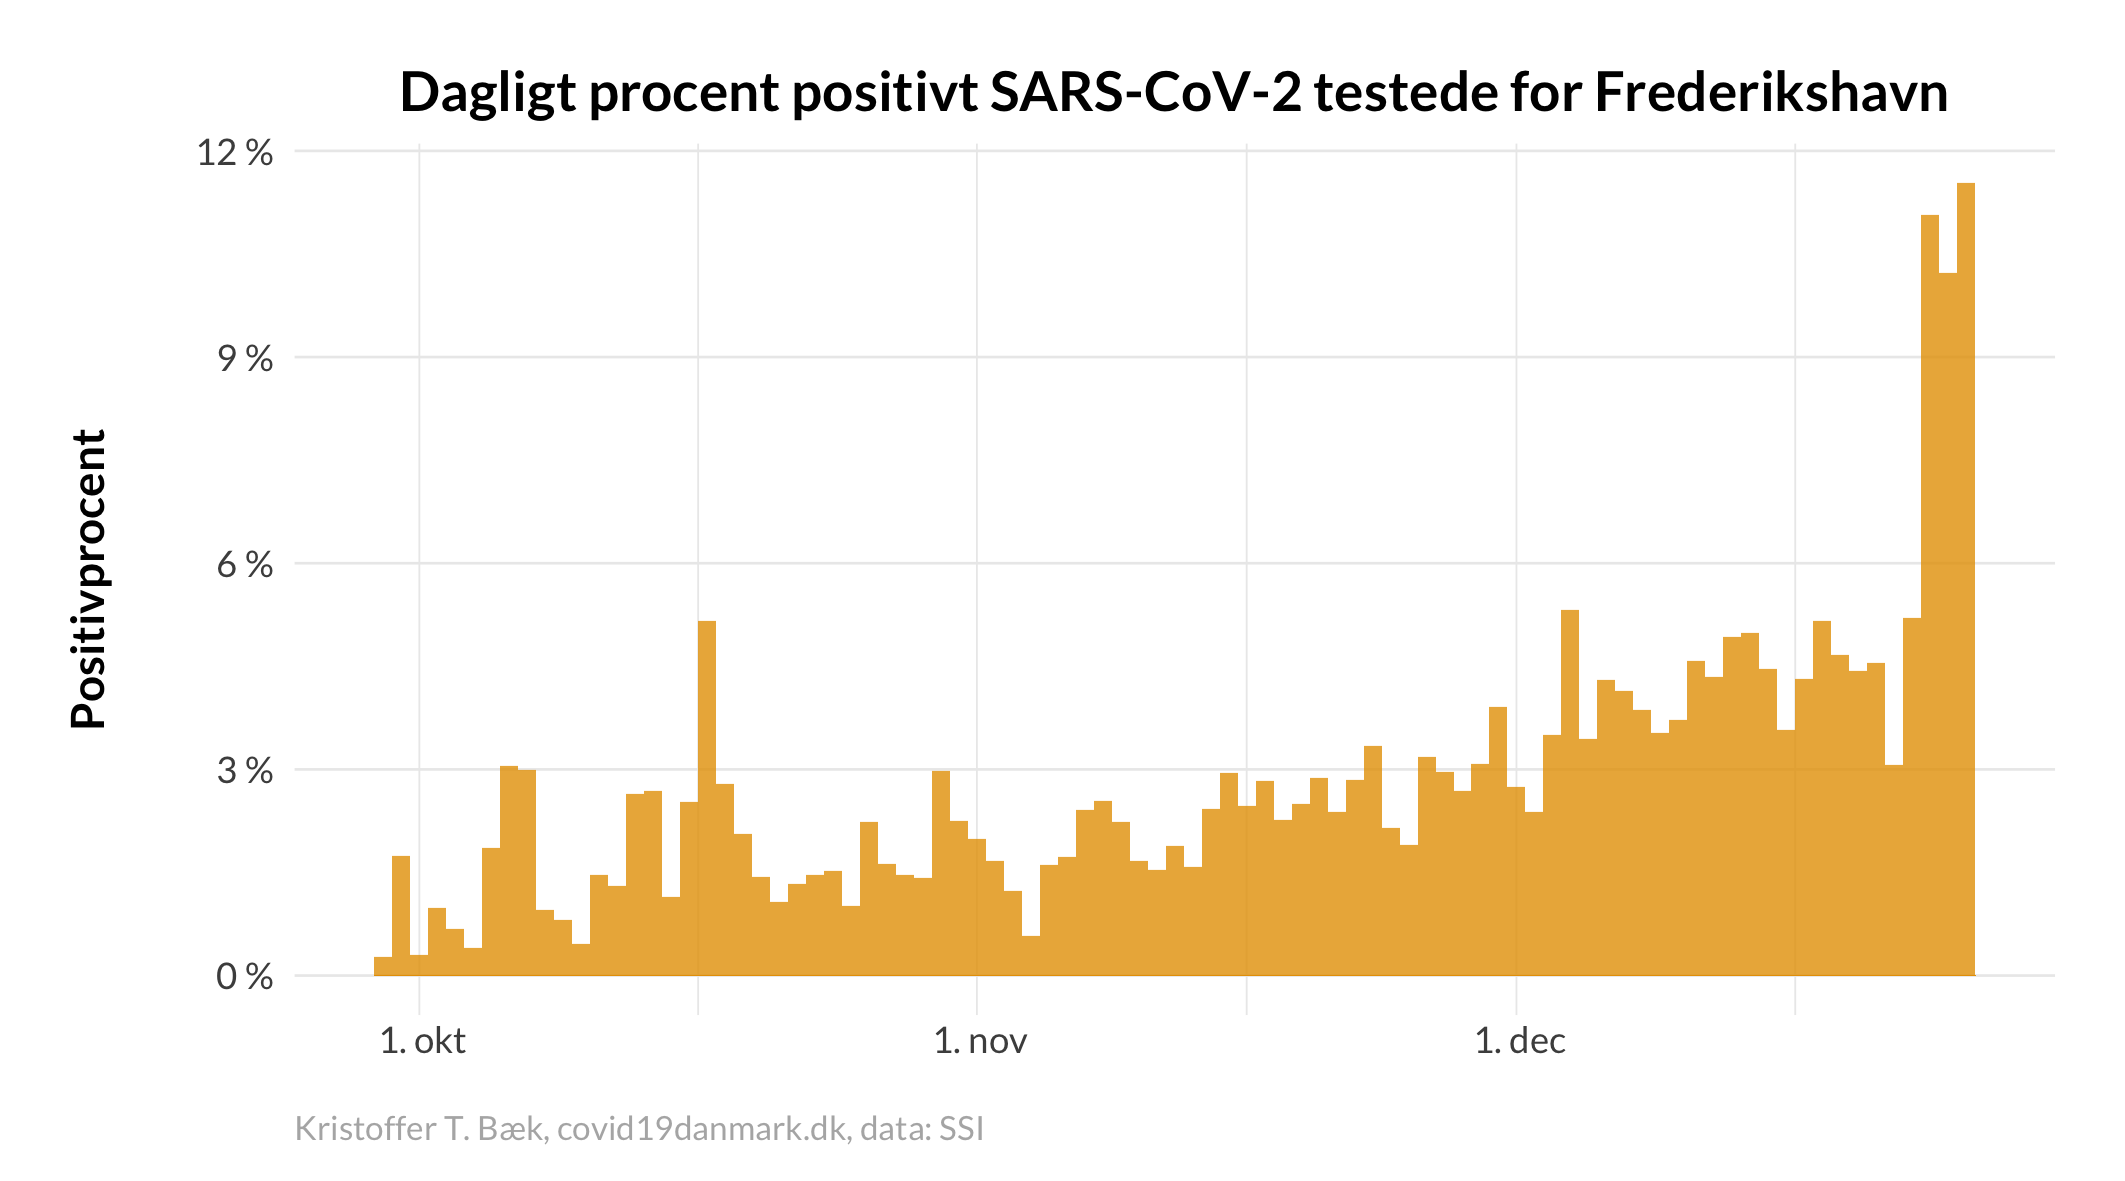 Dagligt procent positivt SARS-CoV-2 testede for Frederikshavn
Positivprocent
12 %
9 %
6 %
3 %
0 %
1. okt
1. nov
1. dec
Kristoffer T. Bæk, covid19danmark.dk, data: SSI